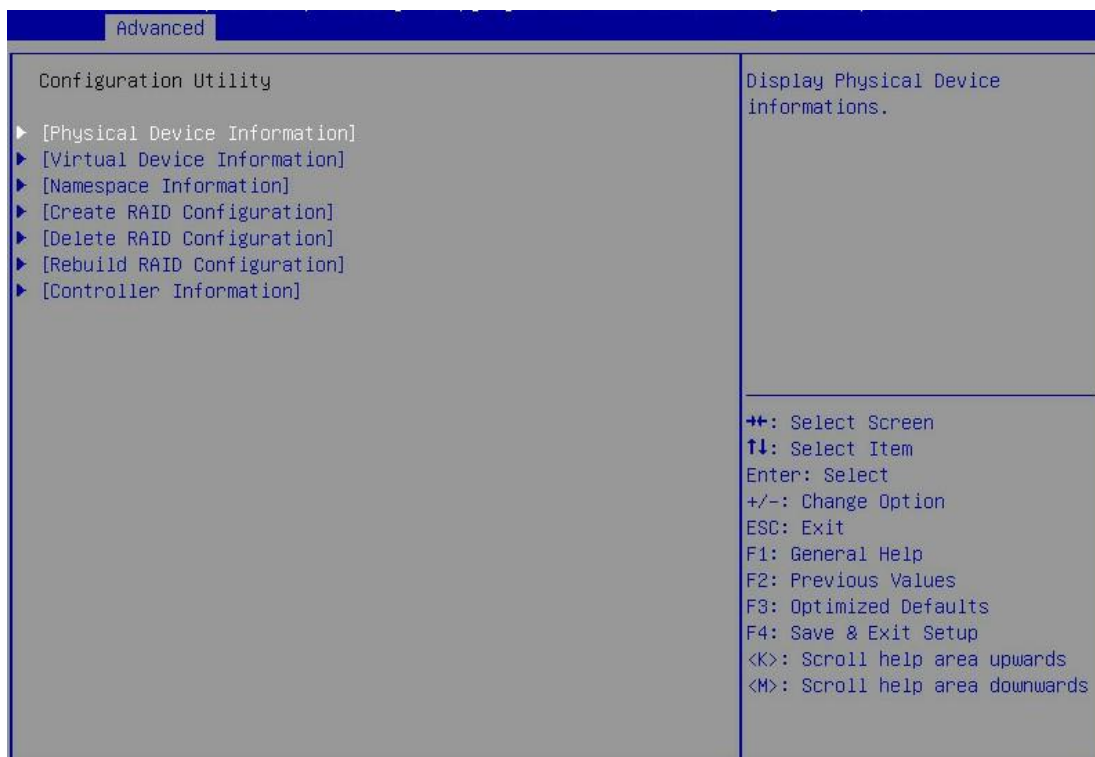 Advanced
Configuration Utility
[Physical Device Information]
[Virtual Device Information]
[Namespace Information]
[Create RAID Configuration]
[Delete RAID Configuration]
[Rebuild RAID Configuration]
[Controller Information]
Display Physical Device
informations.
→←: Select Screen
↑↓: Select Item
Enter: Select
+/-: Change Option
ESC: Exit
F1: General Help
F2: Previous Values
F3: Optimized Defaults
F4: Save & Exit Setup
<K>: Scroll help area upwards
<M>: Scroll help area downwards